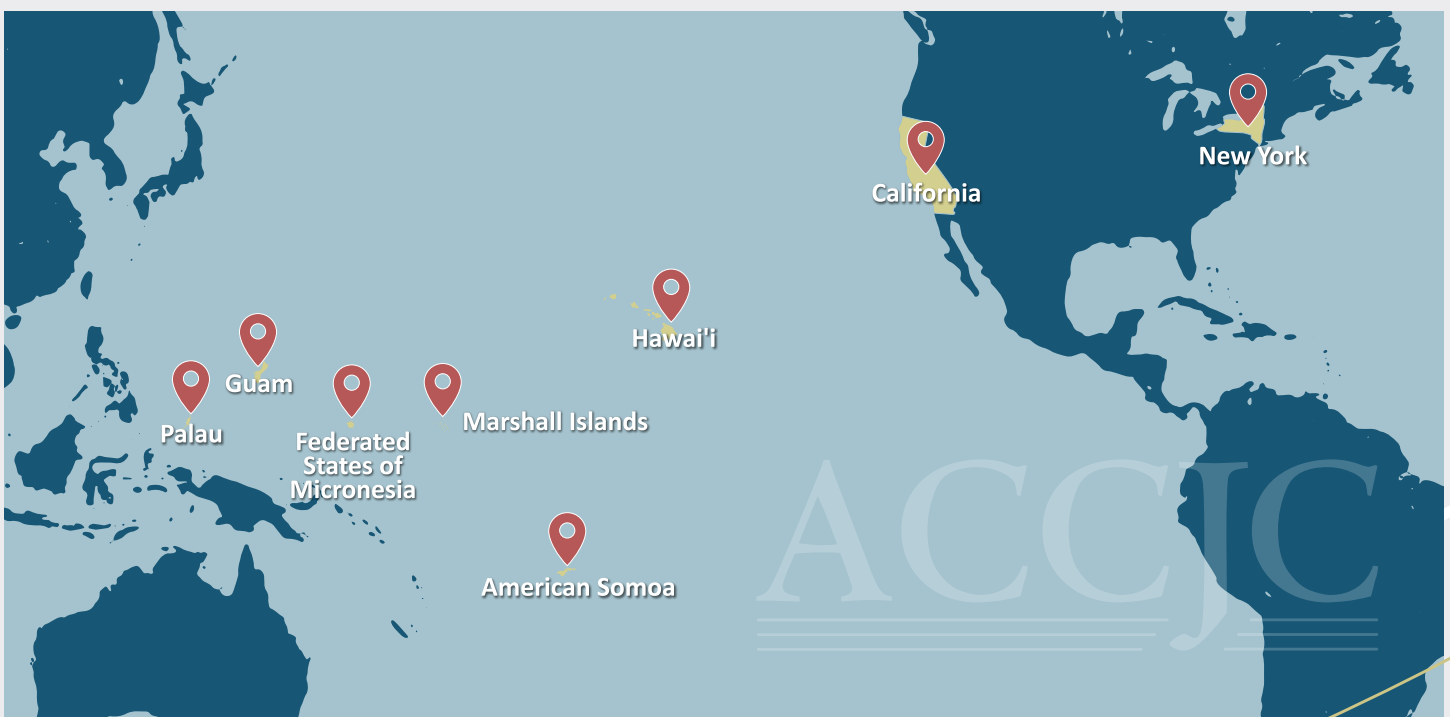 New York
California
Hawai'i
Guam
Marshall Islands
Palau
Federated
States of
Micronesia
ACCJC
American Somoa